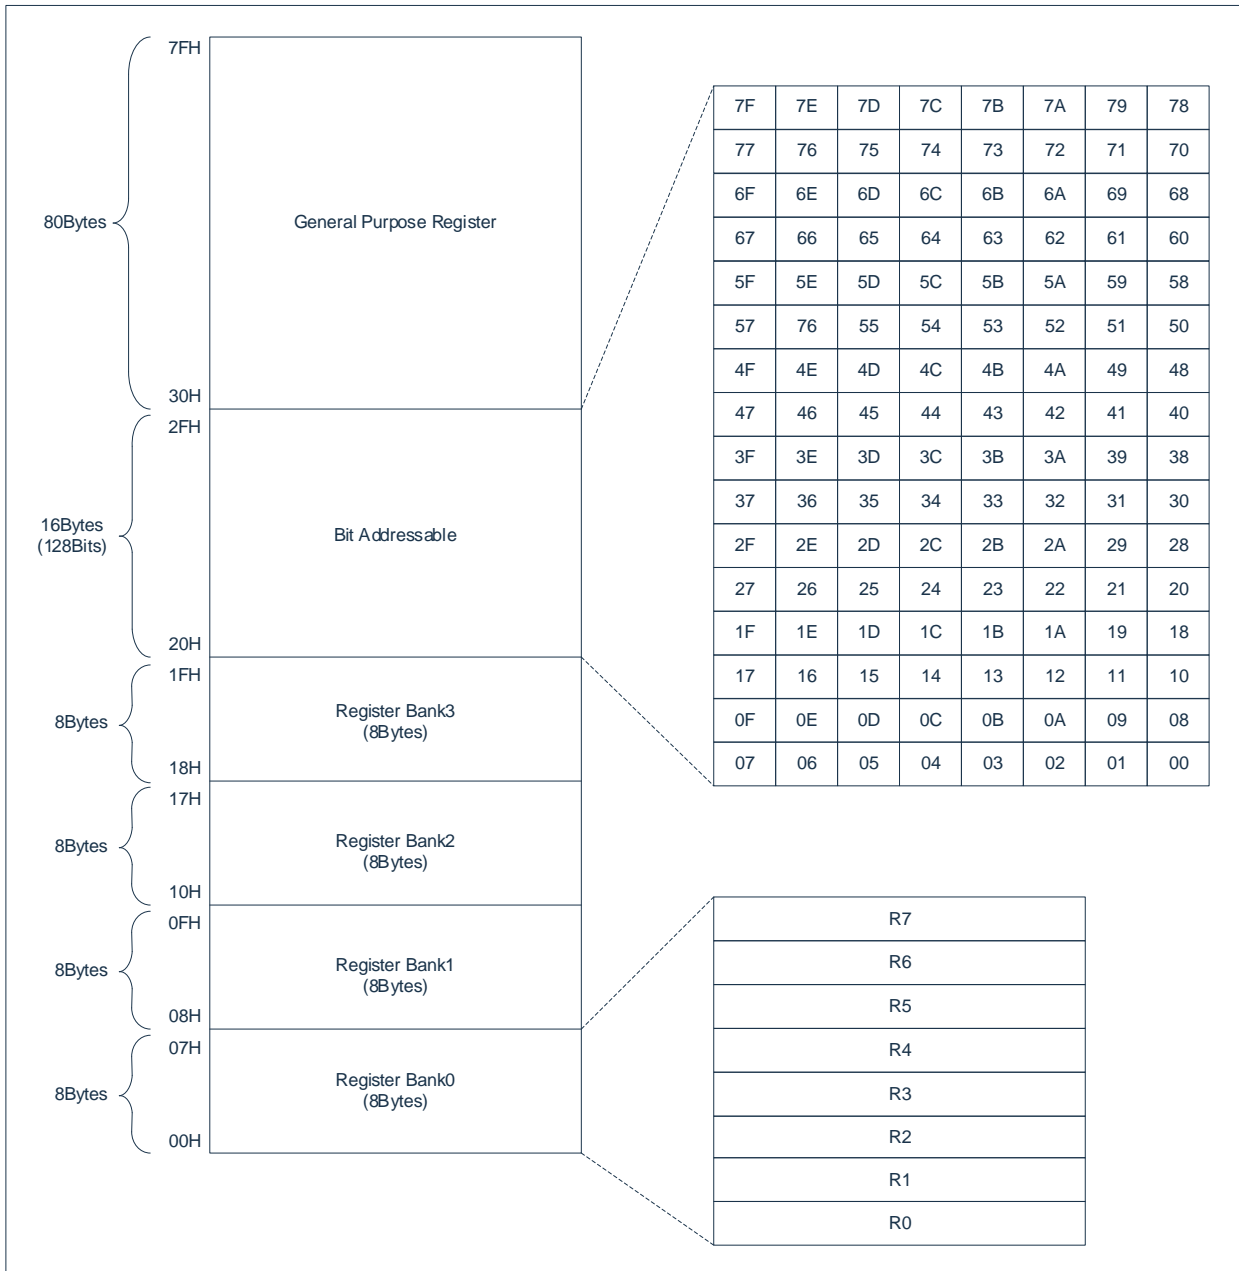 7FH
80Bytes
General Purpose Register
30H
2FH
16Bytes
(128Bits)
Bit Addressable
20H
1FH
8Bytes
Register Bank3
(8Bytes)
18H
17H
8Bytes
Register Bank2
(8Bytes)
10H
0FH
8Bytes
Register Bank1
(8Bytes)
08H
07H
8Bytes
Register Bank0
(8Bytes)
00H
7F 7E 7D 7C 7B 7A 79 78
77 76 75 74 73 72 71 70
6F 6E 6D 6C 6B 6A 69 68
67 66 65 64 63 62 61 60
5F 5E 5D 5C 5B 5A 59 58
57 76 55 54 53 52 51 50
4F 4E 4D 4C 4B 4A 49 48
47 46 45 44 43 42 41 40
3F 3E 3D 3C 3B 3A 39 38
37 36 35 34 33 32 31 30
2F 2E 2D 2C 2B 2A 29 28
27 26 25 24 23 22 21 20
1F 1E 1D 1C 1B 1A 19 18
17 16 15 14 13 12 11 10
0F 0E 0D 0C 0B 0A 09 08
07 06 05 04 03 02 01 00
R7
R6
R5
R4
R3
R2
R1
R0